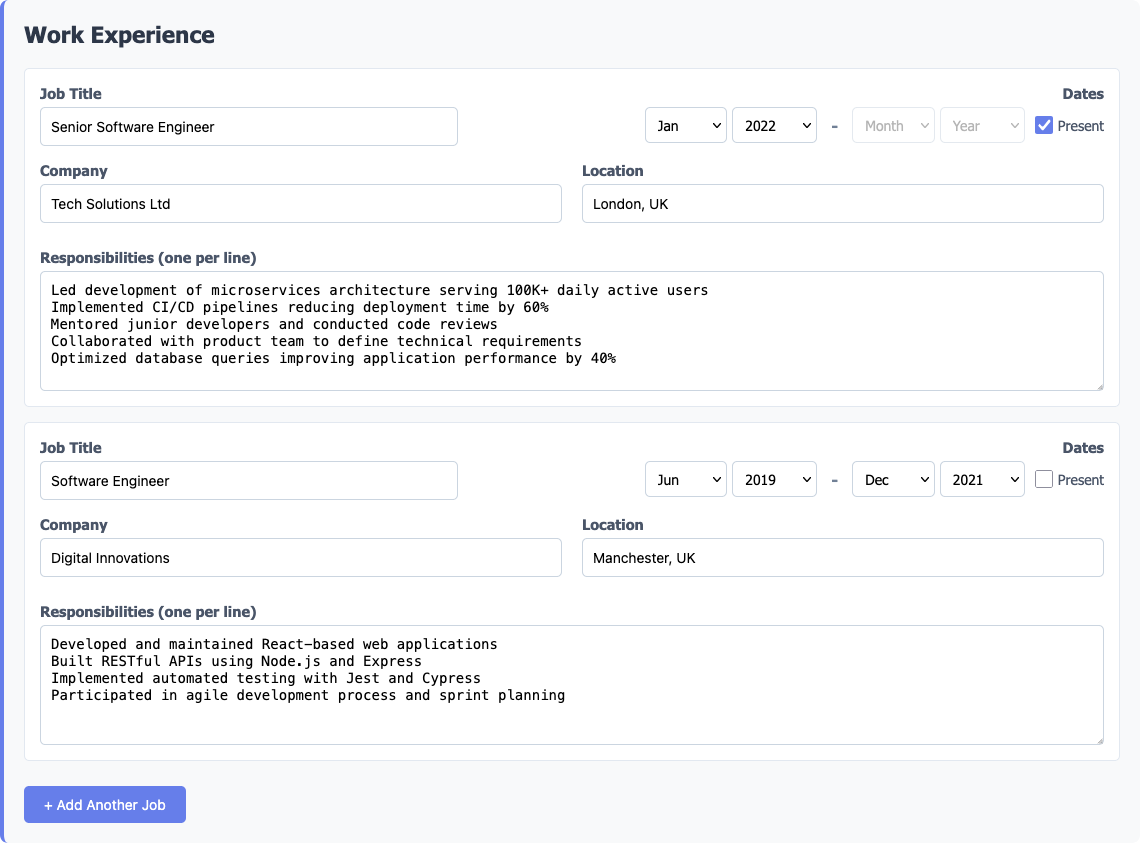 Work Experience
Job Title
Dates
Senior Software Engineer
Jan 2022 - Month Year Present
Company
Location
Tech Solutions Ltd
London, UK
Responsibilities (one per line)
Led development of microservices architecture serving 100K+ daily active users
Implemented CI/CD pipelines reducing deployment time by 60%
Mentored junior developers and conducted code reviews
Collaborated with product team to define technical requirements
Optimized database queries improving application performance by 40%
Job Title
Dates
Software Engineer
Jun 2019 - Dec 2021 Present
Company
Location
Digital Innovations
Manchester, UK
Responsibilities (one per line)
Developed and maintained React-based web applications
Built RESTful APIs using Node.js and Express
Implemented automated testing with Jest and Cypress
Participated in agile development process and sprint planning
+ Add Another Job